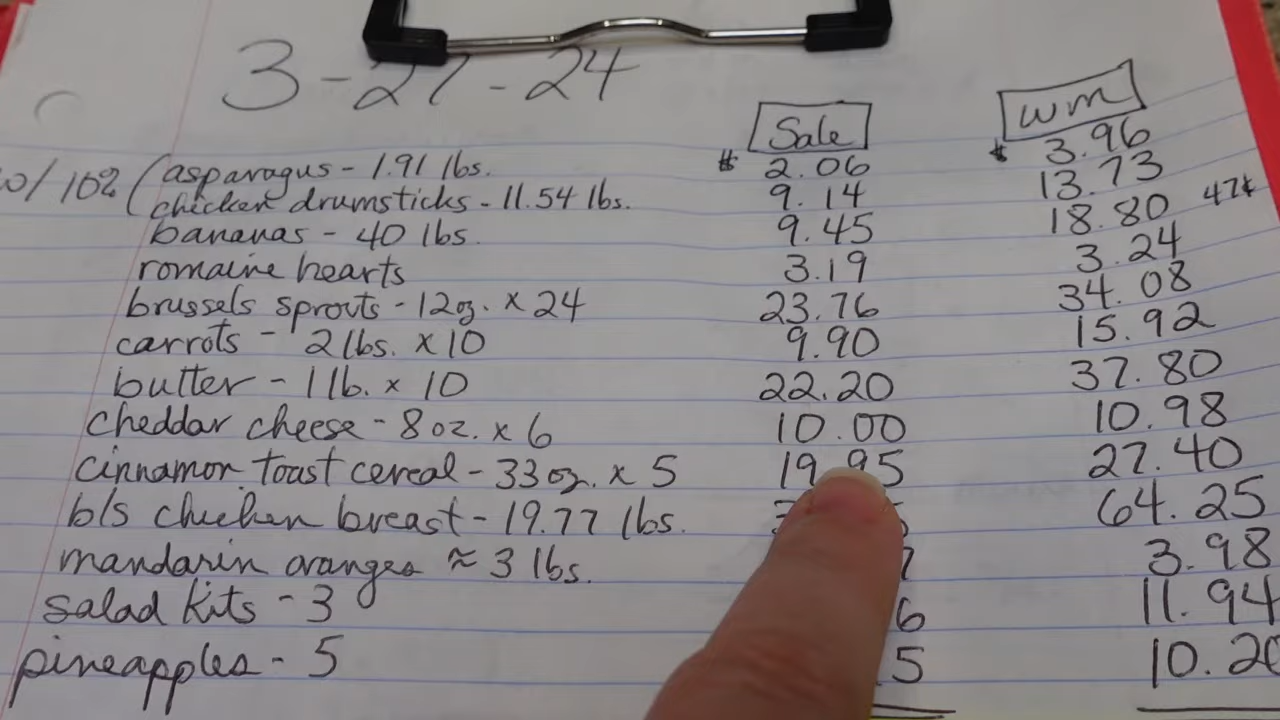 3-27-24
Sale WM
w/10% (asparagus - 1.91 lbs. $ 2.06 $ 3.96
chicken drumsticks - 11.54 lbs. 9.14 13.73
bananas - 40 lbs. 9.45 18.80 47¢
romaine hearts 3.19 3.24
brussels sprouts - 12 oz. x 24 23.76 34.08
carrots - 2 lbs. x 10 9.90 15.92
butter - 1 lb. x 10 22.20 37.80
cheddar cheese - 8 oz. x 6 10.00 10.98
cinnamon toast cereal - 33 oz. x 5 19.95 27.40
b/s chicken breast - 19.77 lbs. 64.25
mandarin oranges ≈ 3 lbs. 3.98
salad kits - 3 6 11.94
pineapples - 5 5 10.20